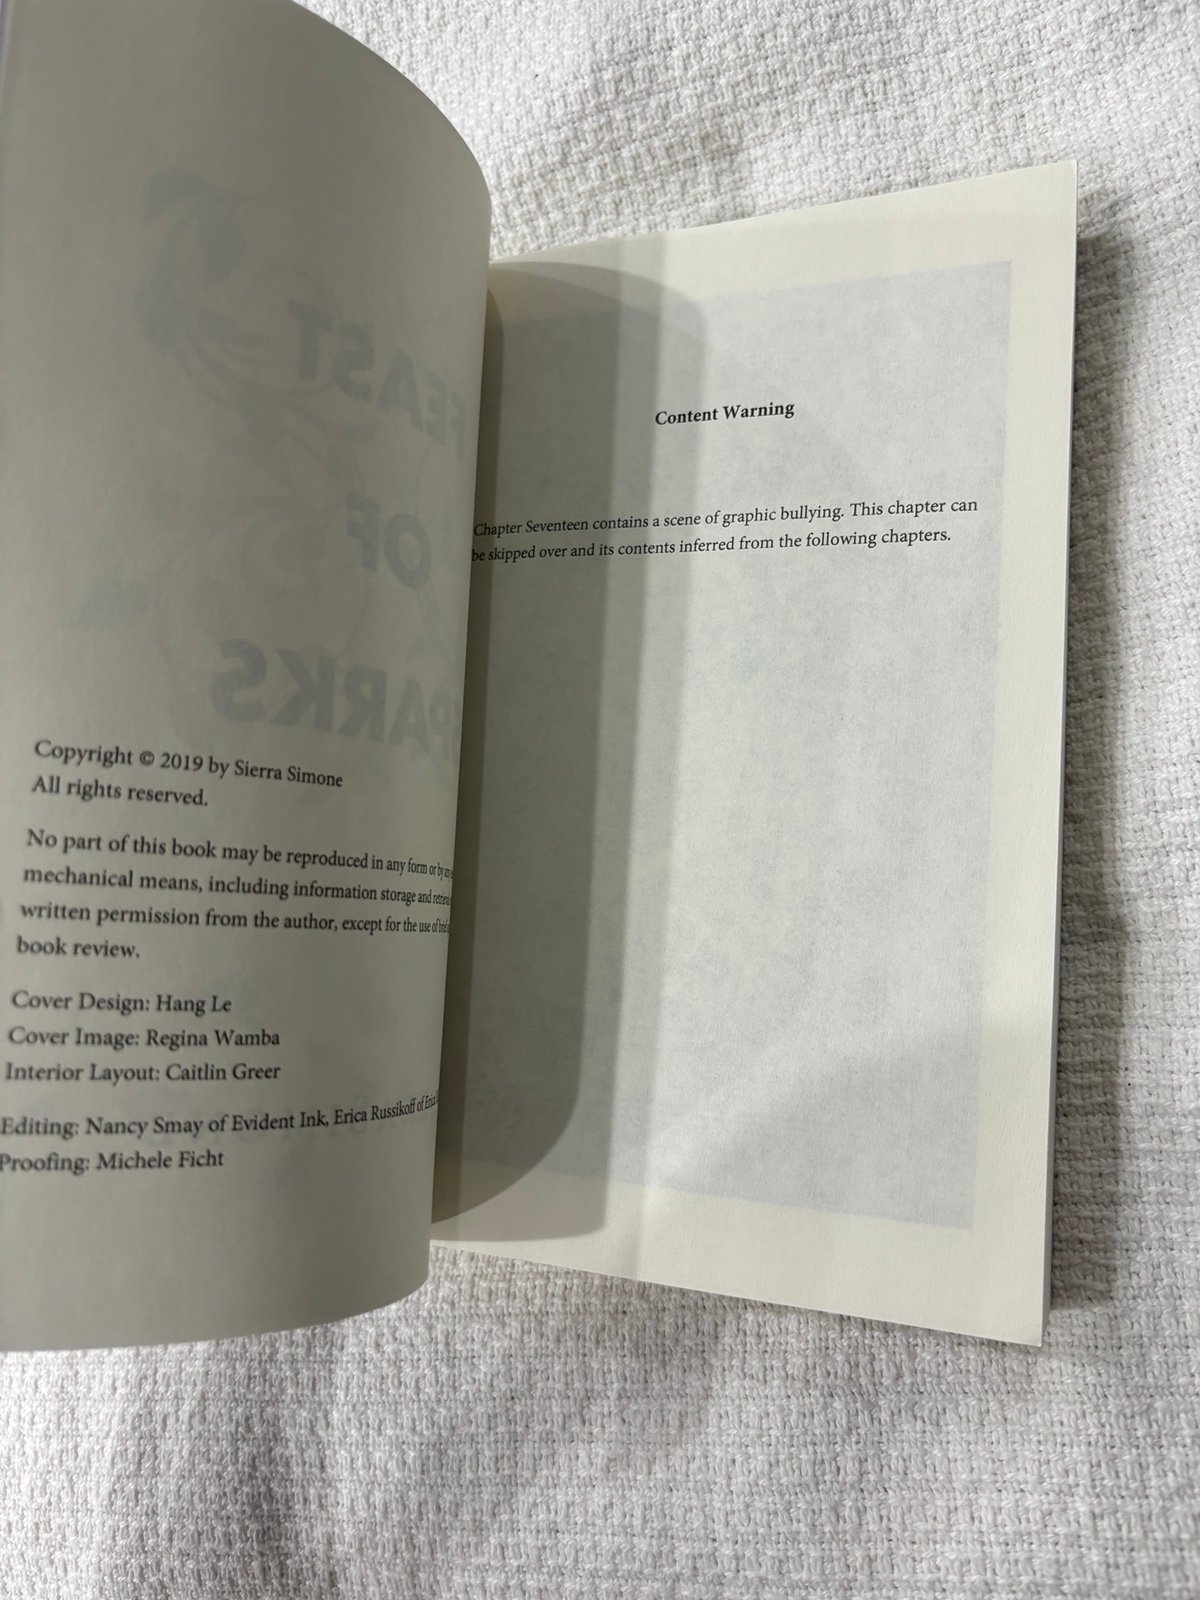 FEAST
OF
PARKS
Copyright © 2019 by Sierra Simone
All rights reserved.
No part of this book may be reproduced in any form or by
mechanical means, including information storage and
written permission from the author, except for the use of
book review.
Cover Design: Hang Le
Cover Image: Regina Wamba
Interior Layout: Caitlin Greer
Editing: Nancy Smay of Evident Ink, Erica Russikoff of
Proofing: Michele Ficht
Content Warning
Chapter Seventeen contains a scene of graphic bullying. This chapter can
be skipped over and its contents inferred from the following chapters.